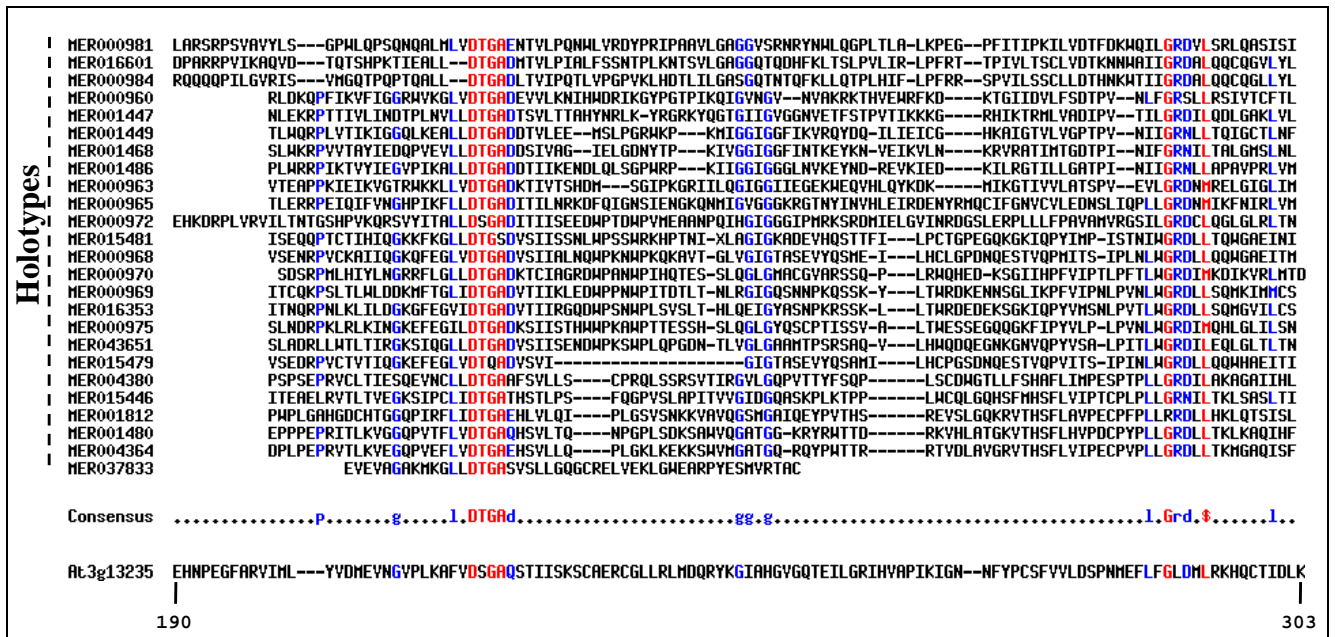 Holotypes
MER000981 LARSRPSVAVYLS---GPWLQPSQNQALMLVDTGAENTVLPQNWLVRDYPRIPAAVLGAGGVSRNRYNWLQGPLTLA-LKPEG--PFITIPKILVDTFDKWQILGRDVLSRLQASISI
MER016601 DPARRPVIKAQVD--TQTSHPKTIEALL--DTGADMTVLPIALFSSNTPLKNTSVLGAGGQTQDHFKLTSLPVLIR-LPFRT--TPIVLTSCLVDTKNNWAIIGRDALQQCQGVLYL
MER000984 RQQQQPILGVRIS---VMGQTPQPTQALL--DTGADLTVIPQTLVPGPVKLHDTLILGASGQTNTQFKLLQTPLHIF-LPFRR--SPVILSSCLLDTHNKWTIIGRDALQQCQGLLYL
MER000960 RLDKQPFIKVFIGGRWVKGLVDTGADEVVLKNIHWDRIKGYPGTPIKQIGVNGV--NVAKRKTHVEWRFKD----KTGIIDVLFSDTPV--NLFGRSLLRSIVTCFTL
MER001447 NLEKRPTTIVLINDTPLNVLLDTGADTSVLTTAHYNRLK-YRGRKYQGTGIIGVGGNVETFSTPVTIKKKG----RHIKTRMLVADIPV--TILGRDILQDLGAKLVL
MER001449 TLWQRPLVTIKIGGQLKEALLDTGADDTVLEE--MSLPGRWKP--KMIGGIGGFIKVRQYDQ-ILIEICG----HKAIGTVLVGPTPV--NIIGRNLLTQIGCTLNF
MER001468 SLWKRPVVTAYIEDQPVEVLLDTGADDSIVAG--IELGDNYTP---KIVGGIGGFINTKEYKN-VEIKVLN----KRVRATIMTGDTPI--NIFGRNILTALGMSLNL
MER001486 PLWRRPIKTVYIEGVPIKALLDTGADDTIIKENDLQLSGPWRP---KIIGGIGGGLNVKEYND-REVKIED----KILRGTILLGATPI--NIIGRNLLAPAVPRLVM
MER000963 VTEAPPKIEIKVGTRWKKLLVDTGADKTIVTSHDM---SGIPKGRIILQGIGGIIEGEKWEQVHLQYKDK----MIKGTIVVLATSPV--EVLGRDNMRELGIGLIM
MER000965 TLERRPEIQIFVNGHPIKFLLDTGADITILNRKDFQIGNSIENGKQNMIGVGGGKRGTNYINVHLEIRDENYRMQCIFGNVCVLEDNSLIQPLLGRDNMIKFNIRLVM
MER000972 EHKDRPLVRVILTNTGSHPVKQRSVYITALLDSGADITIISEEDWPTDWPVMEAANPQIHGIGGGIPMRKSRDMIELGVINRDGSLERPLLLFPAVAMVRGSILGRDCLQGLGLRLTN
MER015481 ISEQQPTCTIHIQGKKFKGLLDTGSDVSIISSNLWPSSWRKHPTNI-XLAGIGKADEVHQSTTFI---LPCTGPEGQKGKIQPYIMP-ISTNIWGRDLLTQWGAEINI
MER000968 VSENRPVCKAIIQGKQFEGLVDTGADVSIIALNQWPKNWPKQKAVT-GLVGIGTASEVYQSME-I---LHCLGPDNQESTVQPMITS-IPLNLWGRDLLQQWGAEITM
MER000970 SDSRPMLHIYLNGRRFLGLLDTGADKTCIAGRDWPANWPIHQTES-SLQGLGMACGVARSSQ-P---LRWQHED-KSGIIHPFVIPTLPFTLWGRDIMKDIKVRLMTD
MER000969 ITCQKPSLTLWLDDKMFTGLIDTGADVTIIKLEDWPPNWPITDTLT-NLRGIGQSNNPKQSSK-Y---LTWRDKENNSGLIKPFVIPNLPVNLWGRDLLSQMKIMMCS
MER016353 ITNQRPNLKLILDGKGFEGVIDTGADVTIIRGQDWPSNWPLSVSLT-HLQEIGYASNPKRSSK-L---LTWRDEDEKSGKIQPYVMSNLPVTLWGRDLLSQMGVILCS
MER000975 SLNDRPKLRLKINGKEFEGILDTGADKSIISTHWWPKAWPTTESSH-SLQGLGYQSCPTISSV-A---LTWESSEGQQGKFIPYVLP-LPVNLWGRDIMQHLGLILSN
MER043651 SLADRLLWTLTIRGKSIQGLLDTGADVSIISENDWPKSWPLQPGDN-TLVGLGAAMTPSRSAQ-V---LHWQDQEGNKGNVQPYVSA-LPITLWGRDILEQLGLTLTN
MER015479 VSEDRPVCTVTIQGKEFEGLVDTQADVSVI---------------GIGTASEVYQSAMI---LHCPGSDNQESTVQPVITS-IPINLWGRDLLQQWHAEITI
MER004380 PSPSEPRVCLTIESQEVNCLLDTGAAFSVLLS----CPRQLSSRSVTIRGVLGQPVTTYFSQP------LSCDWGTLLFSHAFLIMPESPTPLLGRDILAKAGAIIHL
MER015446 ITEAELRVTLTVEGKSIPCLIDTGATHSTLPS----FQGPVSLAPITVVGIDGQASKPLKTPP------LWCQLGQHSFMHSFLVIPTCPLPLLGRNILTKLSASLTI
MER001812 PWPLGAHGDCHTGGQPIRFLIDTGAEHLVLQI----PLGSVSNKKVAVQGSMGAIQEYPVTHS------REVSLGQKRVTHSFLAVPECPFPLLRRDLLHKLQTSISL
MER001480 EPPPEPRITLKVGGQPVTFLVDTGAQHSVLTQ----NPGPLSDKSAWVQGATGG-KRYRWTTD------RKVHLATGKVTHSFLHVPDCPYPLLGRDLLTKLKAQIHF
MER004364 DPLPEPRVTLKVEGQPVEFLVDTGAEHSVLLQ----PLGKLKEKKSWVMGATGQ-RQYPWTTR------RTVDLAVGRVTHSFLVIPECPVPLLGRDLLTKMGAQISF
MER037833 EVEVAGAKMKGLLDTGASVSLLGQGCRELVEKLGWEARPYESMVRTAC
Consensus ...............p.......g.....l.DTGAd.......................gg.g.......................................l.Grd.$......l..
At3g13235 EHNPEGFARVIML---YVDMEVNGVPLKAFVDSGAQSTIISKSCAERCGLLRLMDQRYKGIAHGVGQTEILGRIHVAPIKIGN--NFYPCSFVVLDSPNMEFLFGLDMLRKHQCTIDLK
190 303